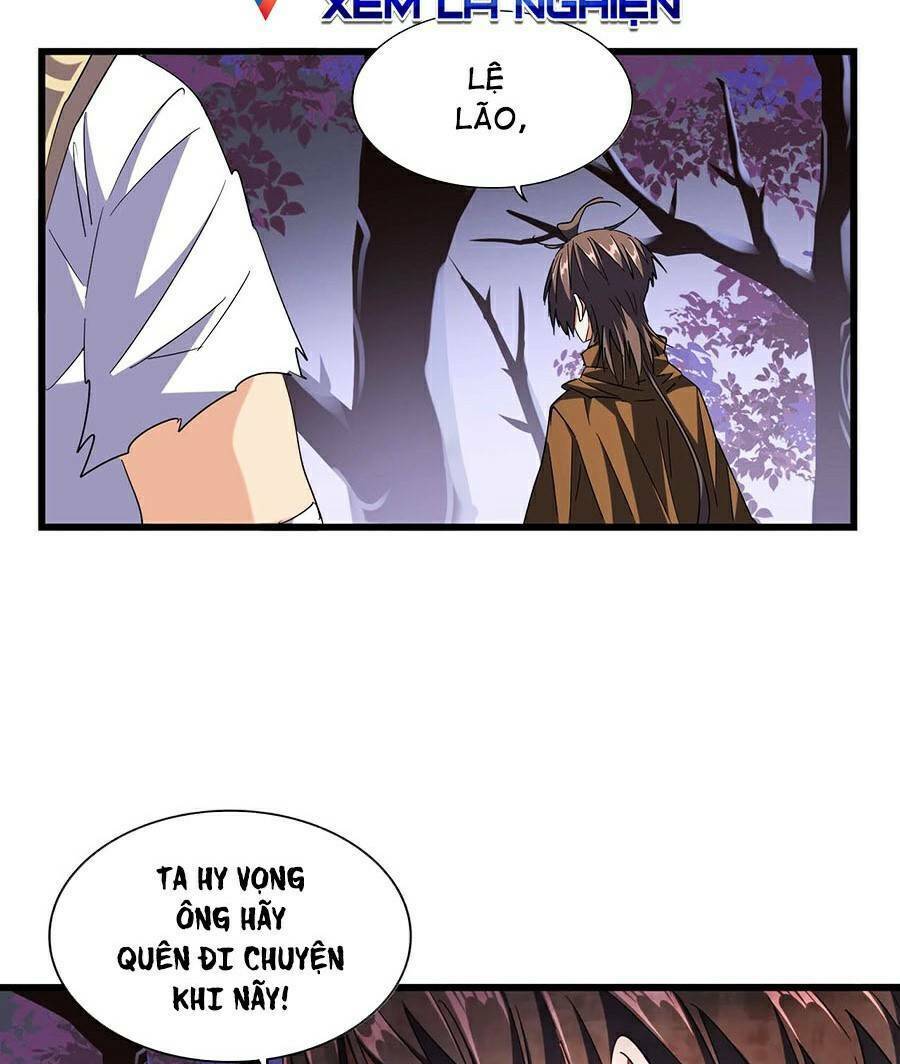 XEM LÀ NGHIỆN
LỆ
LÃO,
TA HY VỌNG
ÔNG HÃY
QUÊN ĐI CHUYỆN
KHI NÃY!